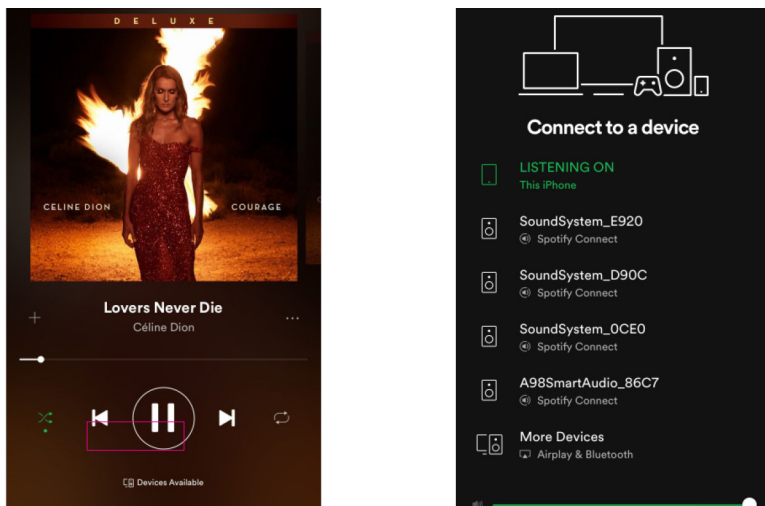 DELUXE
CELINE DION
COURAGE
Lovers Never Die
Céline Dion
Devices Available
Connect to a device
LISTENING ON
This iPhone
SoundSystem_E920
Spotify Connect
SoundSystem_D90C
Spotify Connect
SoundSystem_0CE0
Spotify Connect
A98SmartAudio_86C7
Spotify Connect
More Devices
Airplay & Bluetooth